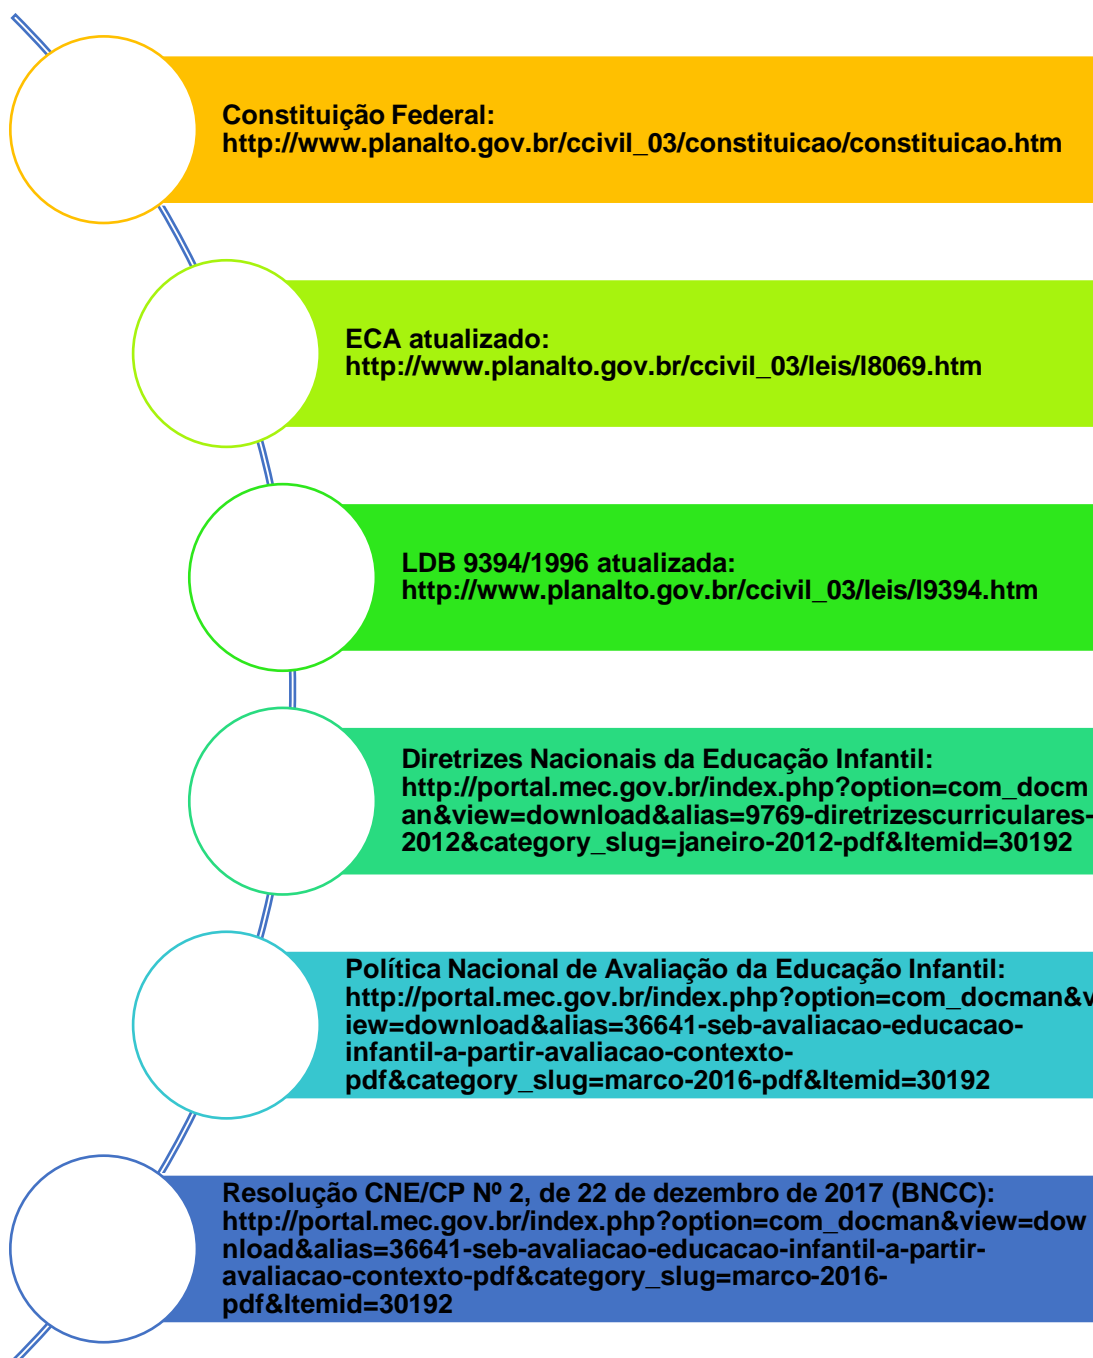 Constituição Federal:
http://www.planalto.gov.br/ccivil_03/constituicao/constituicao.htm
ECA atualizado:
http://www.planalto.gov.br/ccivil_03/leis/l8069.htm
LDB 9394/1996 atualizada:
http://www.planalto.gov.br/ccivil_03/leis/l9394.htm
Diretrizes Nacionais da Educação Infantil:
http://portal.mec.gov.br/index.php?option=com_docm
an&view=download&alias=9769-diretrizescurriculares-
2012&category_slug=janeiro-2012-pdf&Itemid=30192
Política Nacional de Avaliação da Educação Infantil:
http://portal.mec.gov.br/index.php?option=com_docman&v
iew=download&alias=36641-seb-avaliacao-educacao-
infantil-a-partir-avaliacao-contexto-
pdf&category_slug=marco-2016-pdf&Itemid=30192
Resolução CNE/CP Nº 2, de 22 de dezembro de 2017 (BNCC):
http://portal.mec.gov.br/index.php?option=com_docman&view=dow
nload&alias=36641-seb-avaliacao-educacao-infantil-a-partir-
avaliacao-contexto-pdf&category_slug=marco-2016-
pdf&Itemid=30192